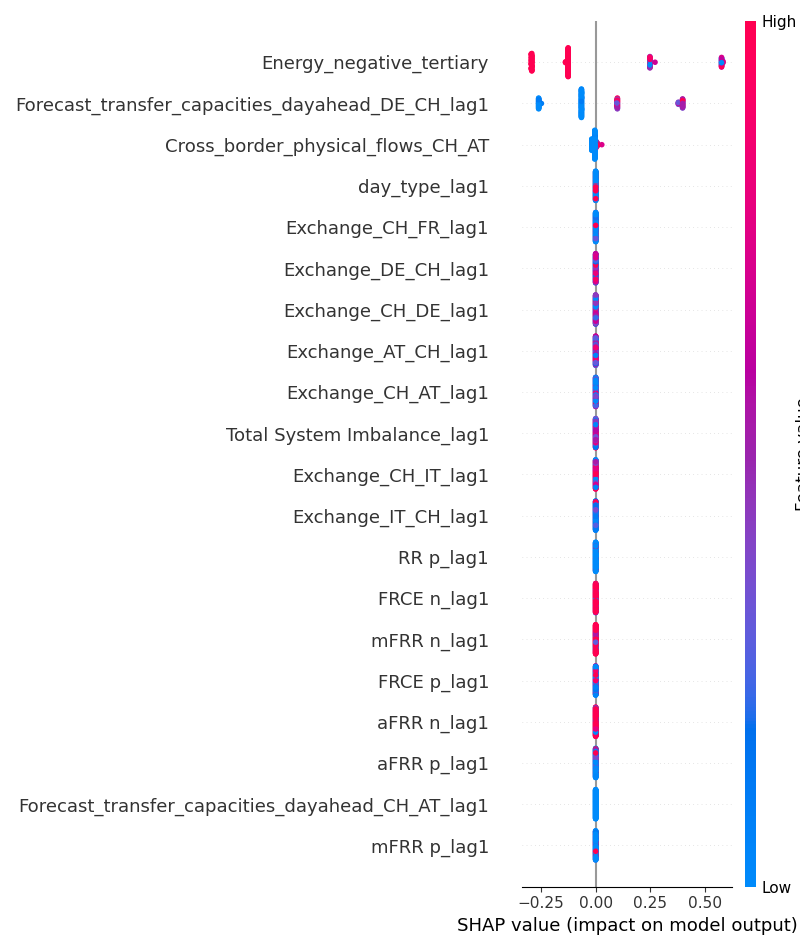 High
Energy_negative_tertiary
Forecast_transfer_capacities_dayahead_DE_CH_lag1
Cross_border_physical_flows_CH_AT
day_type_lag1
Exchange_CH_FR_lag1
Exchange_DE_CH_lag1
Exchange_CH_DE_lag1
Exchange_AT_CH_lag1
Exchange_CH_AT_lag1
Total System Imbalance_lag1
Exchange_CH_IT_lag1
Exchange_IT_CH_lag1
RR p_lag1
FRCE n_lag1
mFRR n_lag1
FRCE p_lag1
aFRR n_lag1
aFRR p_lag1
Forecast_transfer_capacities_dayahead_CH_AT_lag1
mFRR p_lag1
Low
−0.25 0.00 0.25 0.50
SHAP value (impact on model output)